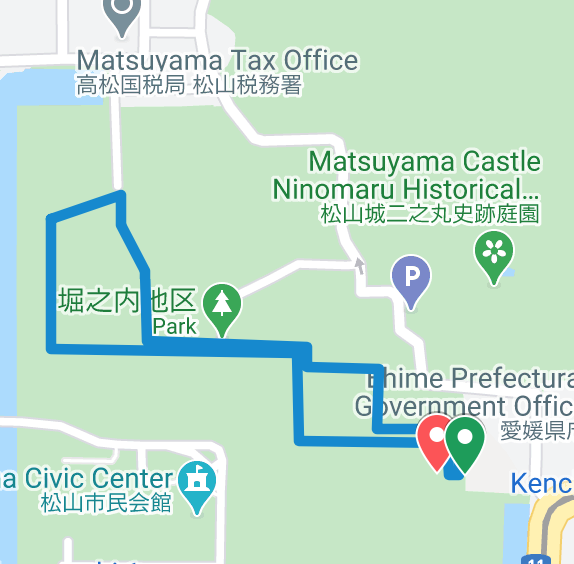 Matsuyama Tax Office
高松国税局 松山税務署
Matsuyama Castle
Ninomaru Historical...
松山城二之丸史跡庭園
P
堀之内地区
Park
Ehime Prefectura
Government Offic
愛媛県庁
a Civic Center
松山市民会館
Kenc
11